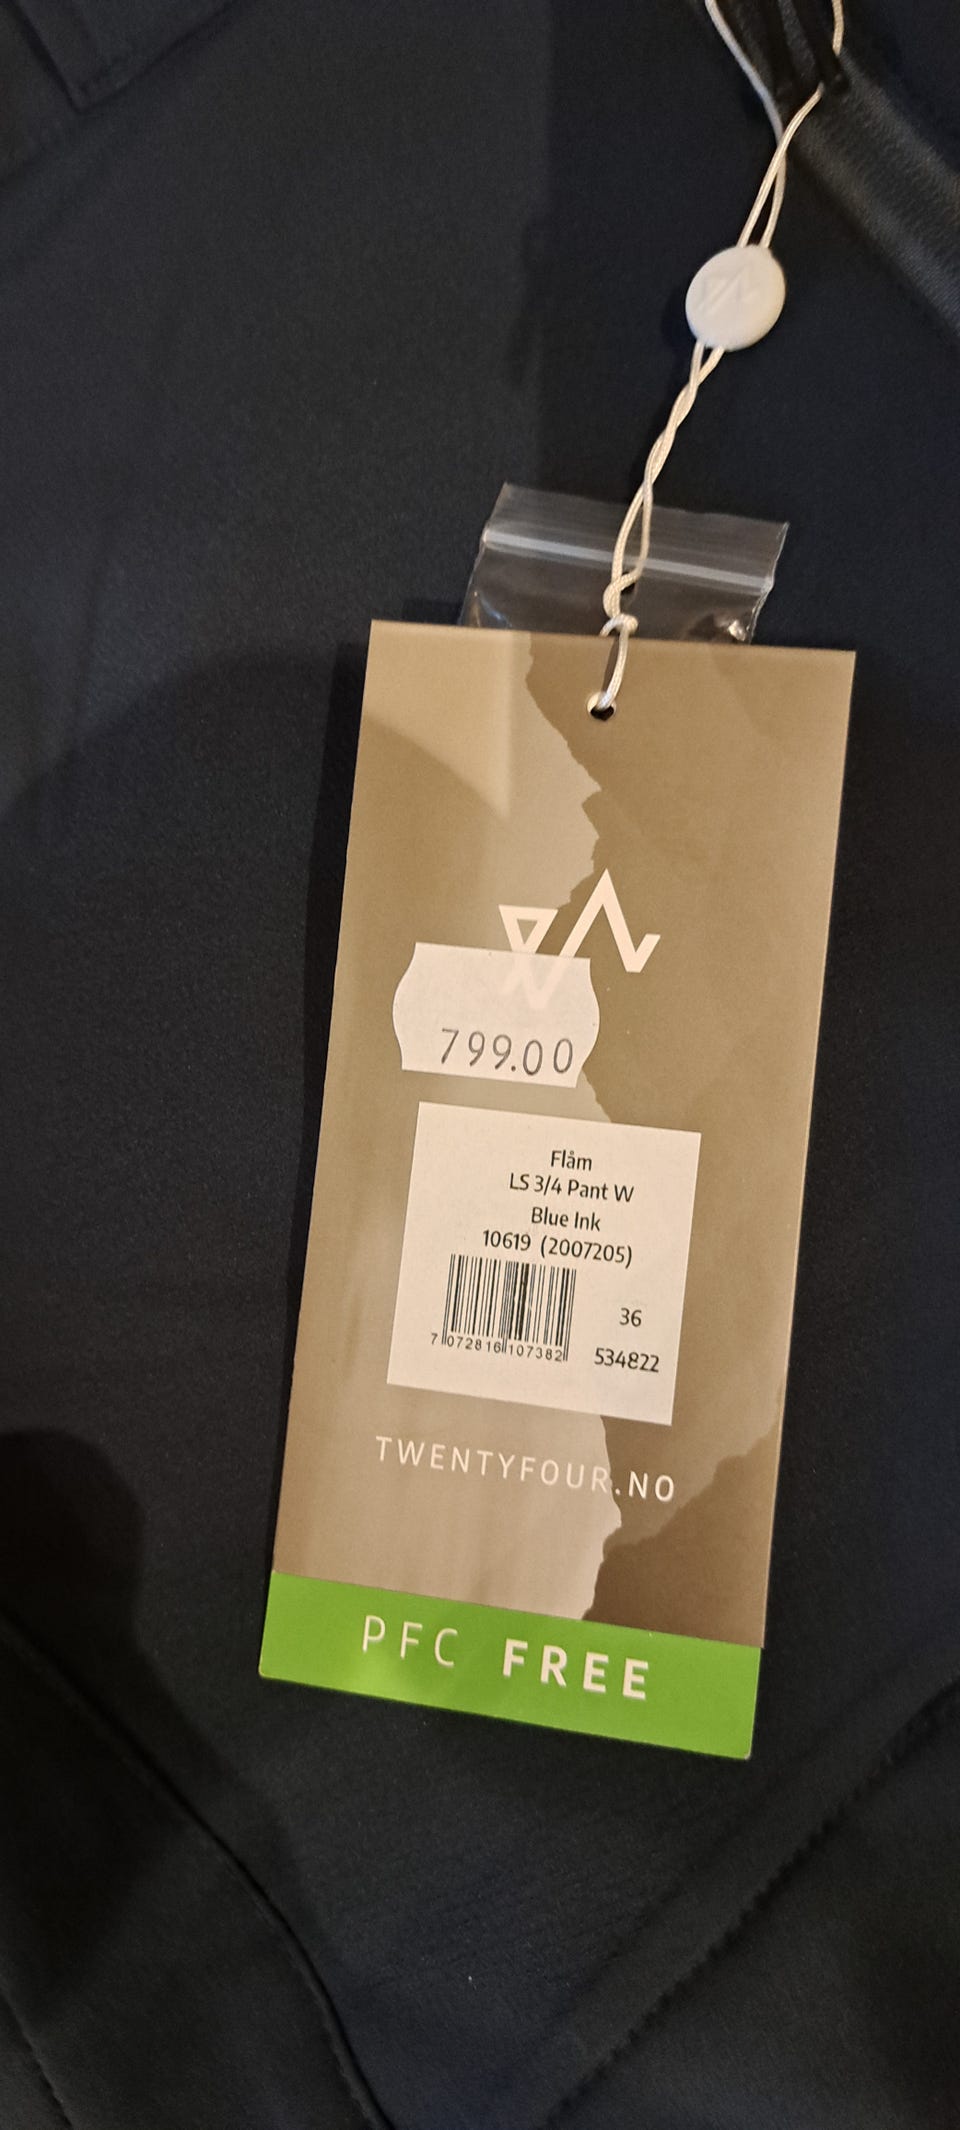 799.00
Flåm
LS 3/4 Pant W
Blue Ink
10619 (2007205)
36
7 072816 107382
534822
TWENTYFOUR.NO
PFC FREE